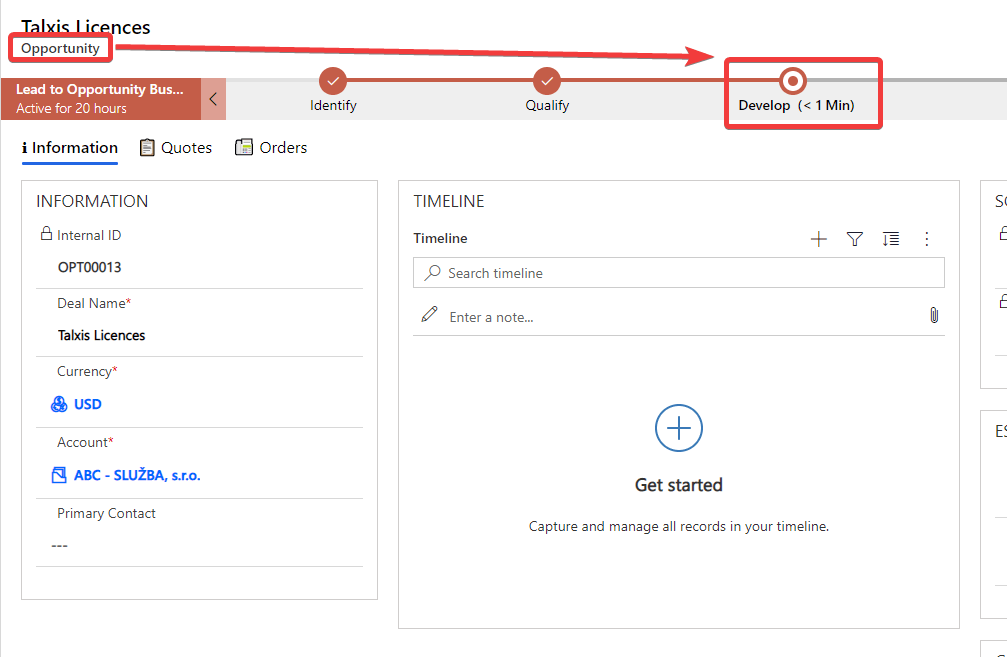 Talxis Licences
Opportunity
Lead to Opportunity Bus...
Active for 20 hours
Identify
Qualify
Develop (< 1 Min)
Information
Quotes
Orders
INFORMATION
Internal ID
OPT00013
Deal Name*
Talxis Licences
Currency*
USD
Account*
ABC - SLUŽBA, s.r.o.
Primary Contact
---
TIMELINE
Timeline
Search timeline
Enter a note...
Get started
Capture and manage all records in your timeline.